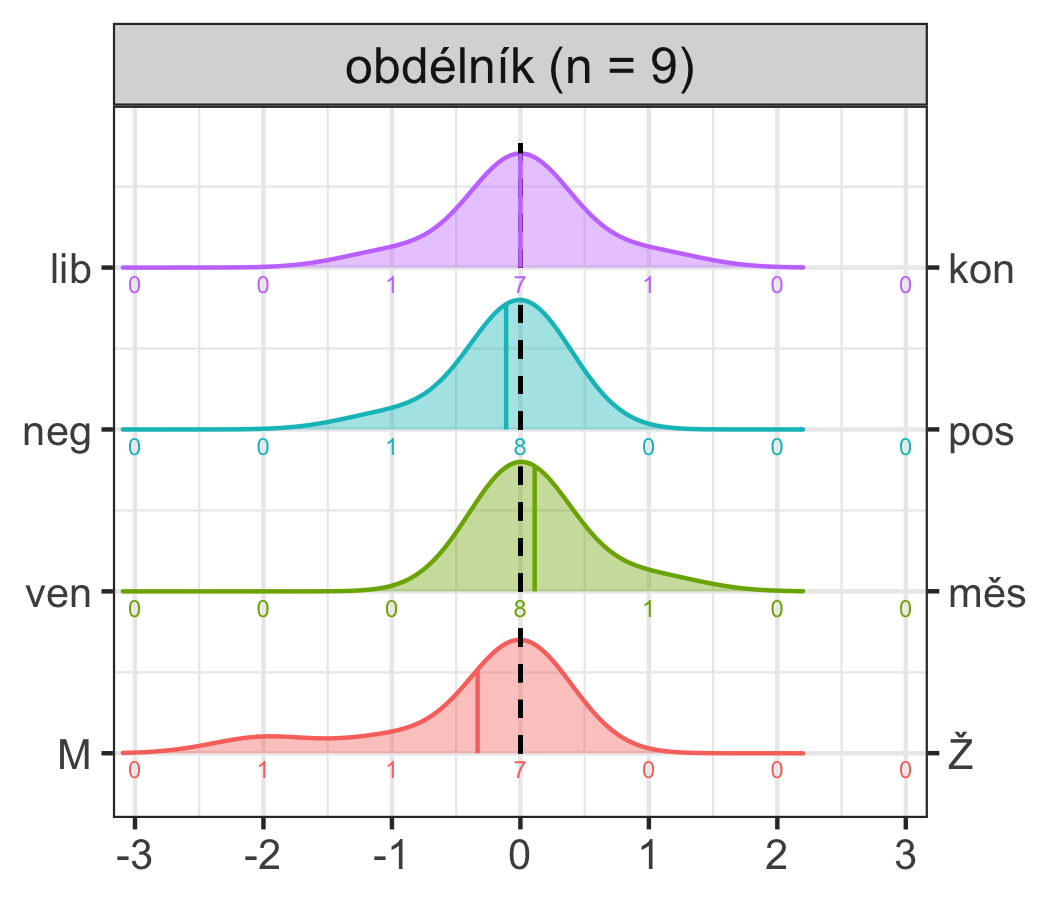 obdélník (n = 9)
lib kon
0 0 1 7 1 0 0
neg pos
0 0 1 8 0 0 0
ven měs
0 0 0 8 1 0 0
M Ž
0 1 1 7 0 0 0
-3 -2 -1 0 1 2 3